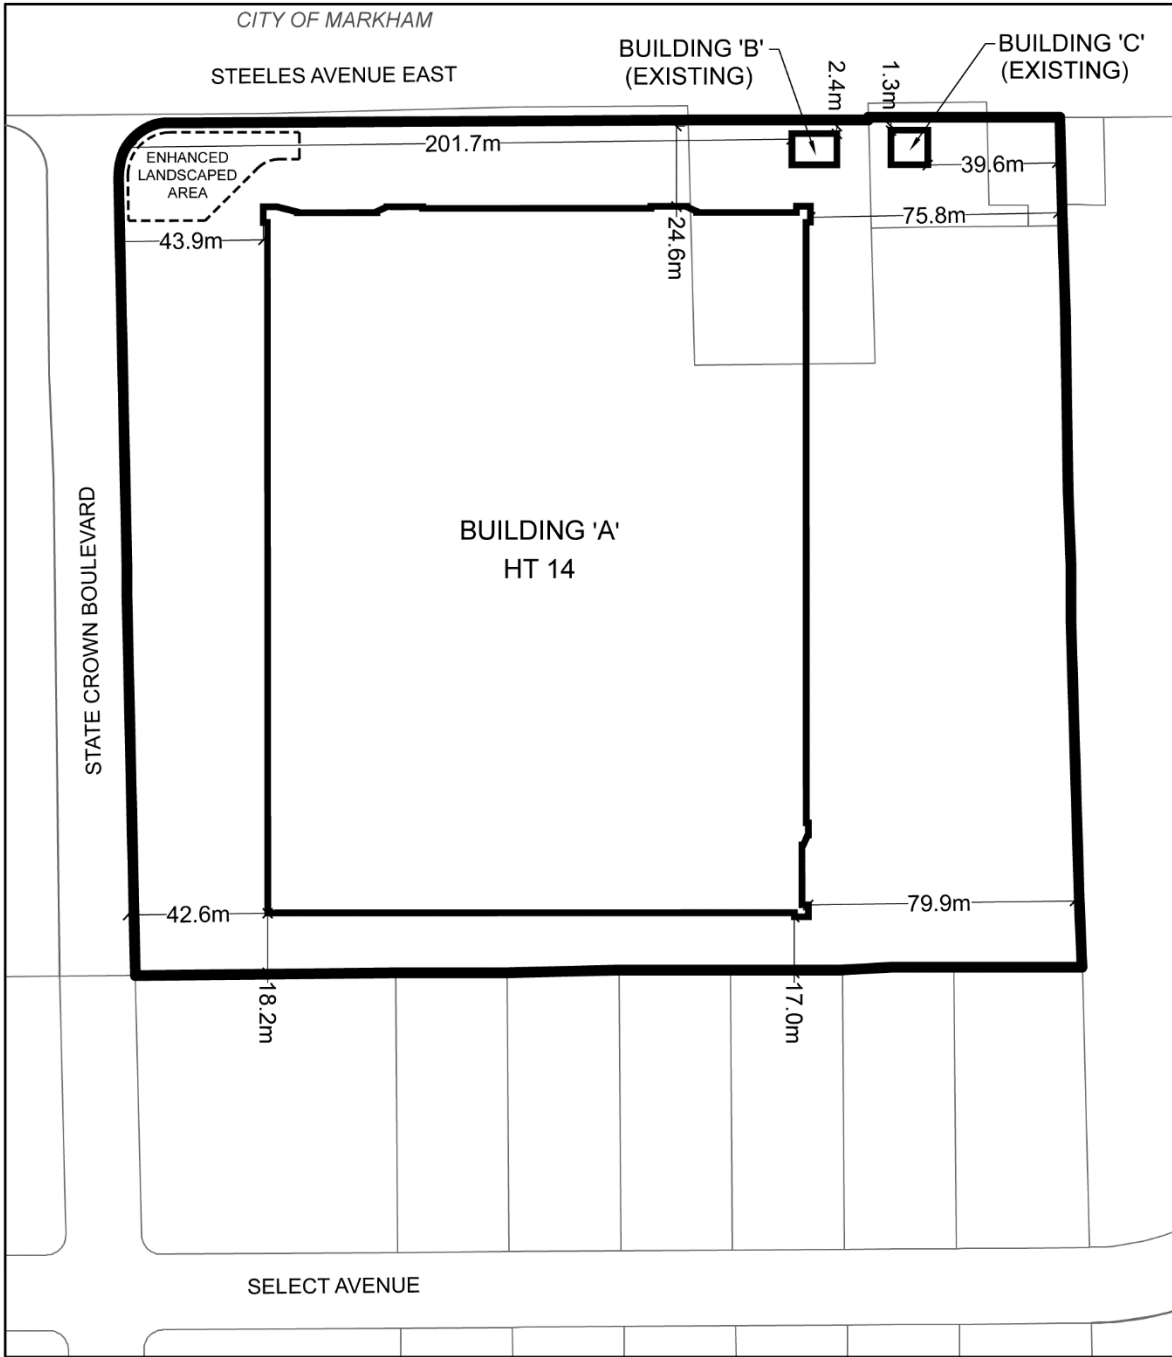 CITY OF MARKHAM
STEELES AVENUE EAST
BUILDING 'B'
(EXISTING)
2.4m
1.3m
BUILDING 'C'
(EXISTING)
201.7m
ENHANCED
LANDSCAPED
AREA
39.6m
75.8m
43.9m
24.6m
BUILDING 'A'
HT 14
STATE CROWN BOULEVARD
42.6m
79.9m
18.2m
17.0m
SELECT AVENUE